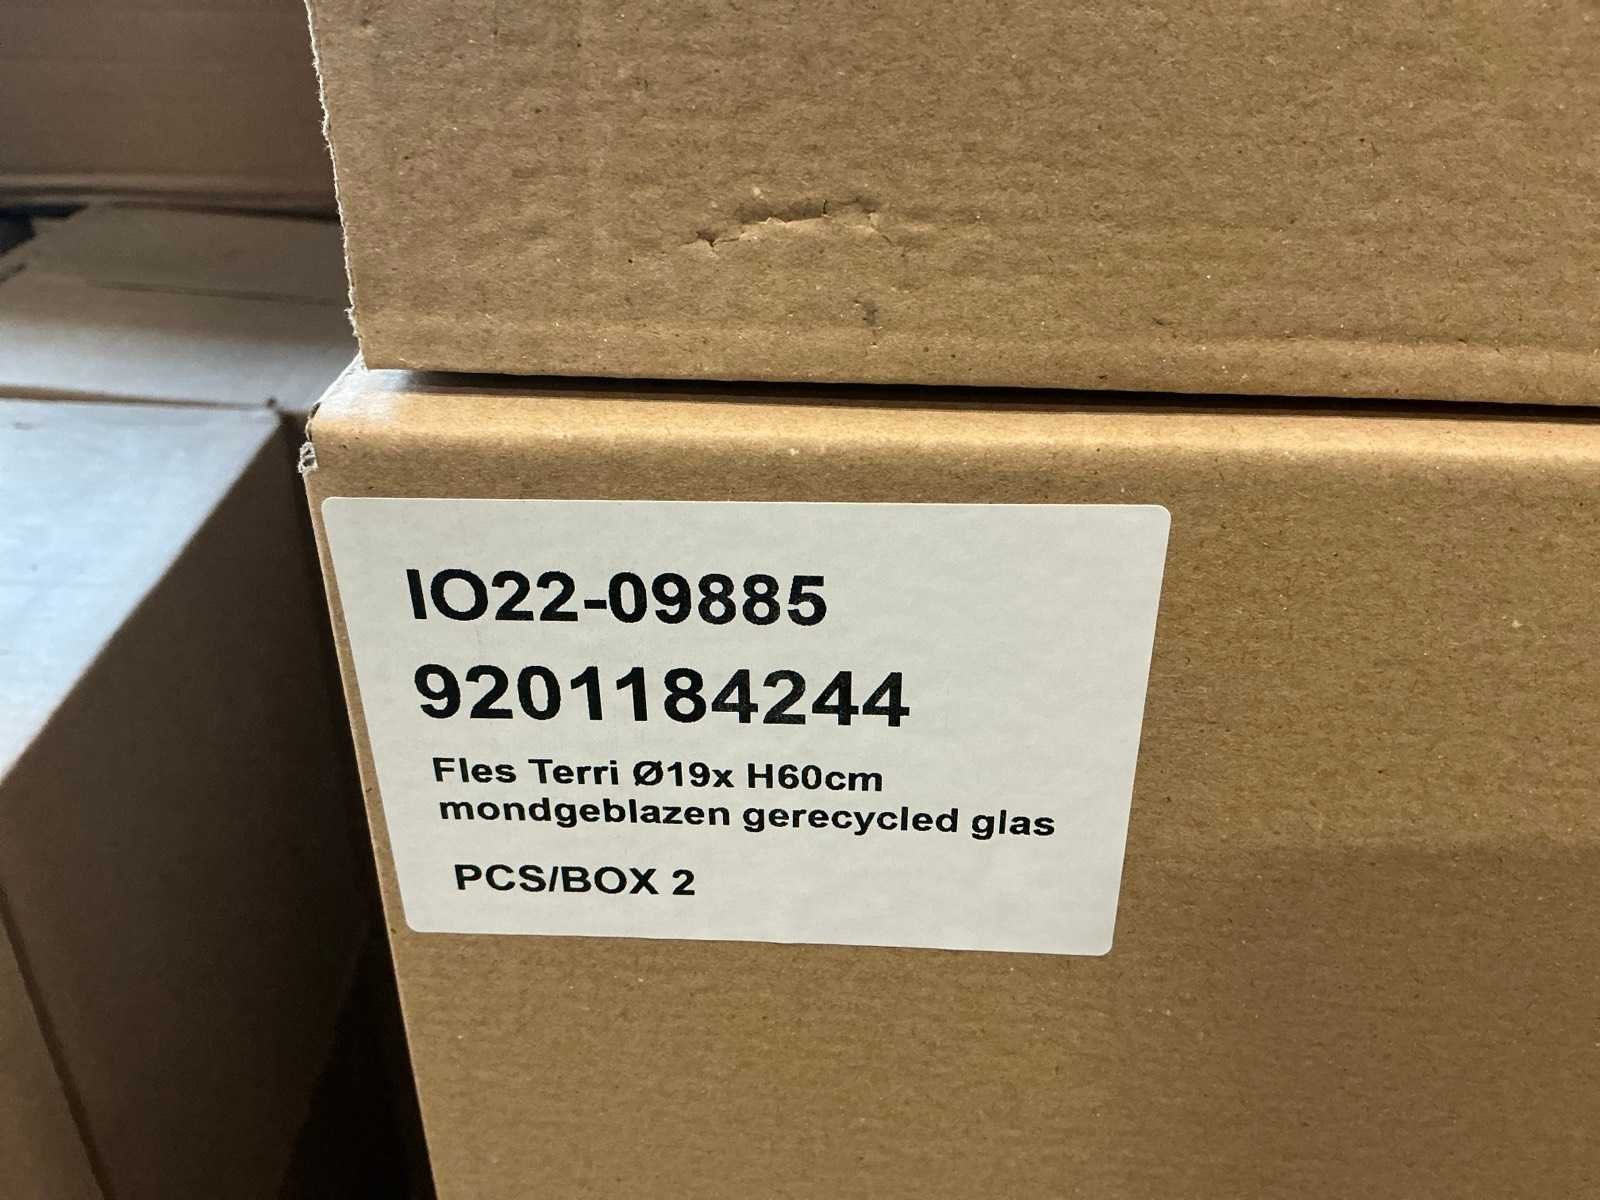 IO22-09885
9201184244
Fles Terri Ø19x H60cm
mondgeblazen gerecycled glas
PCS/BOX 2